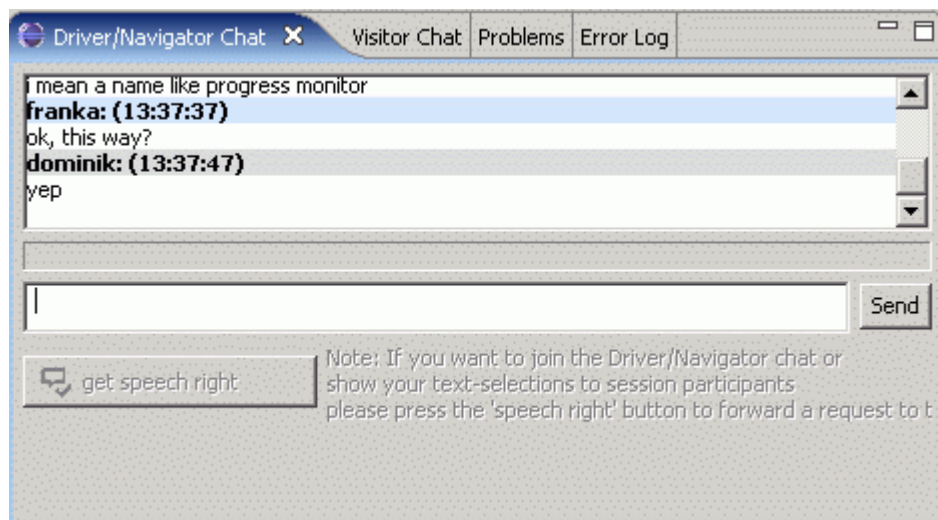 Driver/Navigator Chat Visitor Chat Problems Error Log
i mean a name like progress monitor
franka: (13:37:37)
ok, this way?
dominik: (13:37:47)
yep
Send
get speech right
Note: If you want to join the Driver/Navigator chat or
show your text-selections to session participants
please press the 'speech right' button to forward a request to t